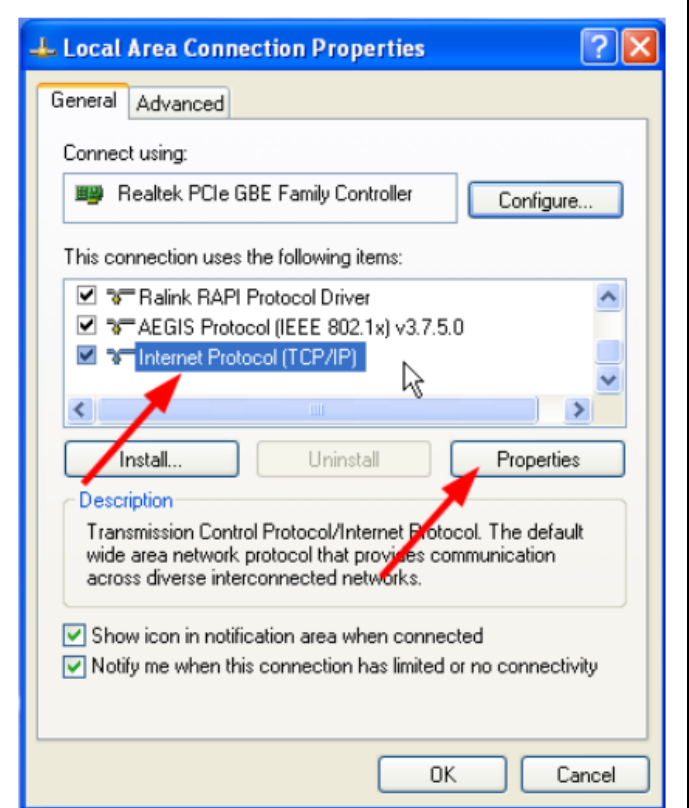 Local Area Connection Properties
General Advanced
Connect using:
Realtek PCIe GBE Family Controller
Configure...
This connection uses the following items:
Ralink RAPI Protocol Driver
AEGIS Protocol (IEEE 802.1x) v3.7.5.0
Internet Protocol (TCP/IP)
Install... Uninstall Properties
Description
Transmission Control Protocol/Internet Protocol. The default
wide area network protocol that provides communication
across diverse interconnected networks.
Show icon in notification area when connected
Notify me when this connection has limited or no connectivity
OK Cancel